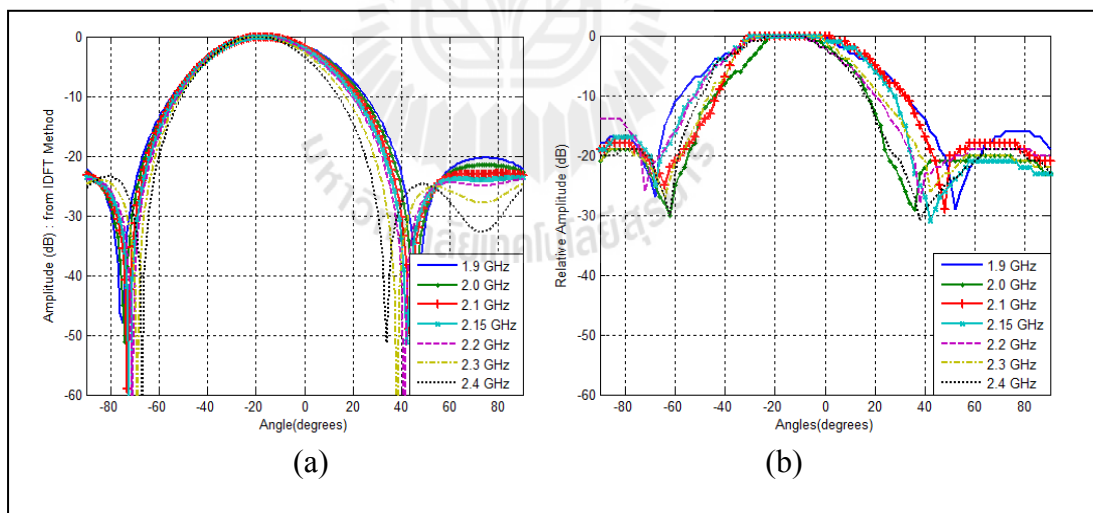 0
-10
-20
-30
-40
-50
-60
-80
-60
-40
-20
0
20
40
60
80
Amplitude (dB) : from IDFT Method
Angle(degrees)
1.9 GHz
2.0 GHz
2.1 GHz
2.15 GHz
2.2 GHz
2.3 GHz
2.4 GHz
(a)
0
-10
-20
-30
-40
-50
-60
-80
-60
-40
-20
0
20
40
60
80
Relative Amplitude (dB)
Angles(degrees)
1.9 GHz
2.0 GHz
2.1 GHz
2.15 GHz
2.2 GHz
2.3 GHz
2.4 GHz
(b)